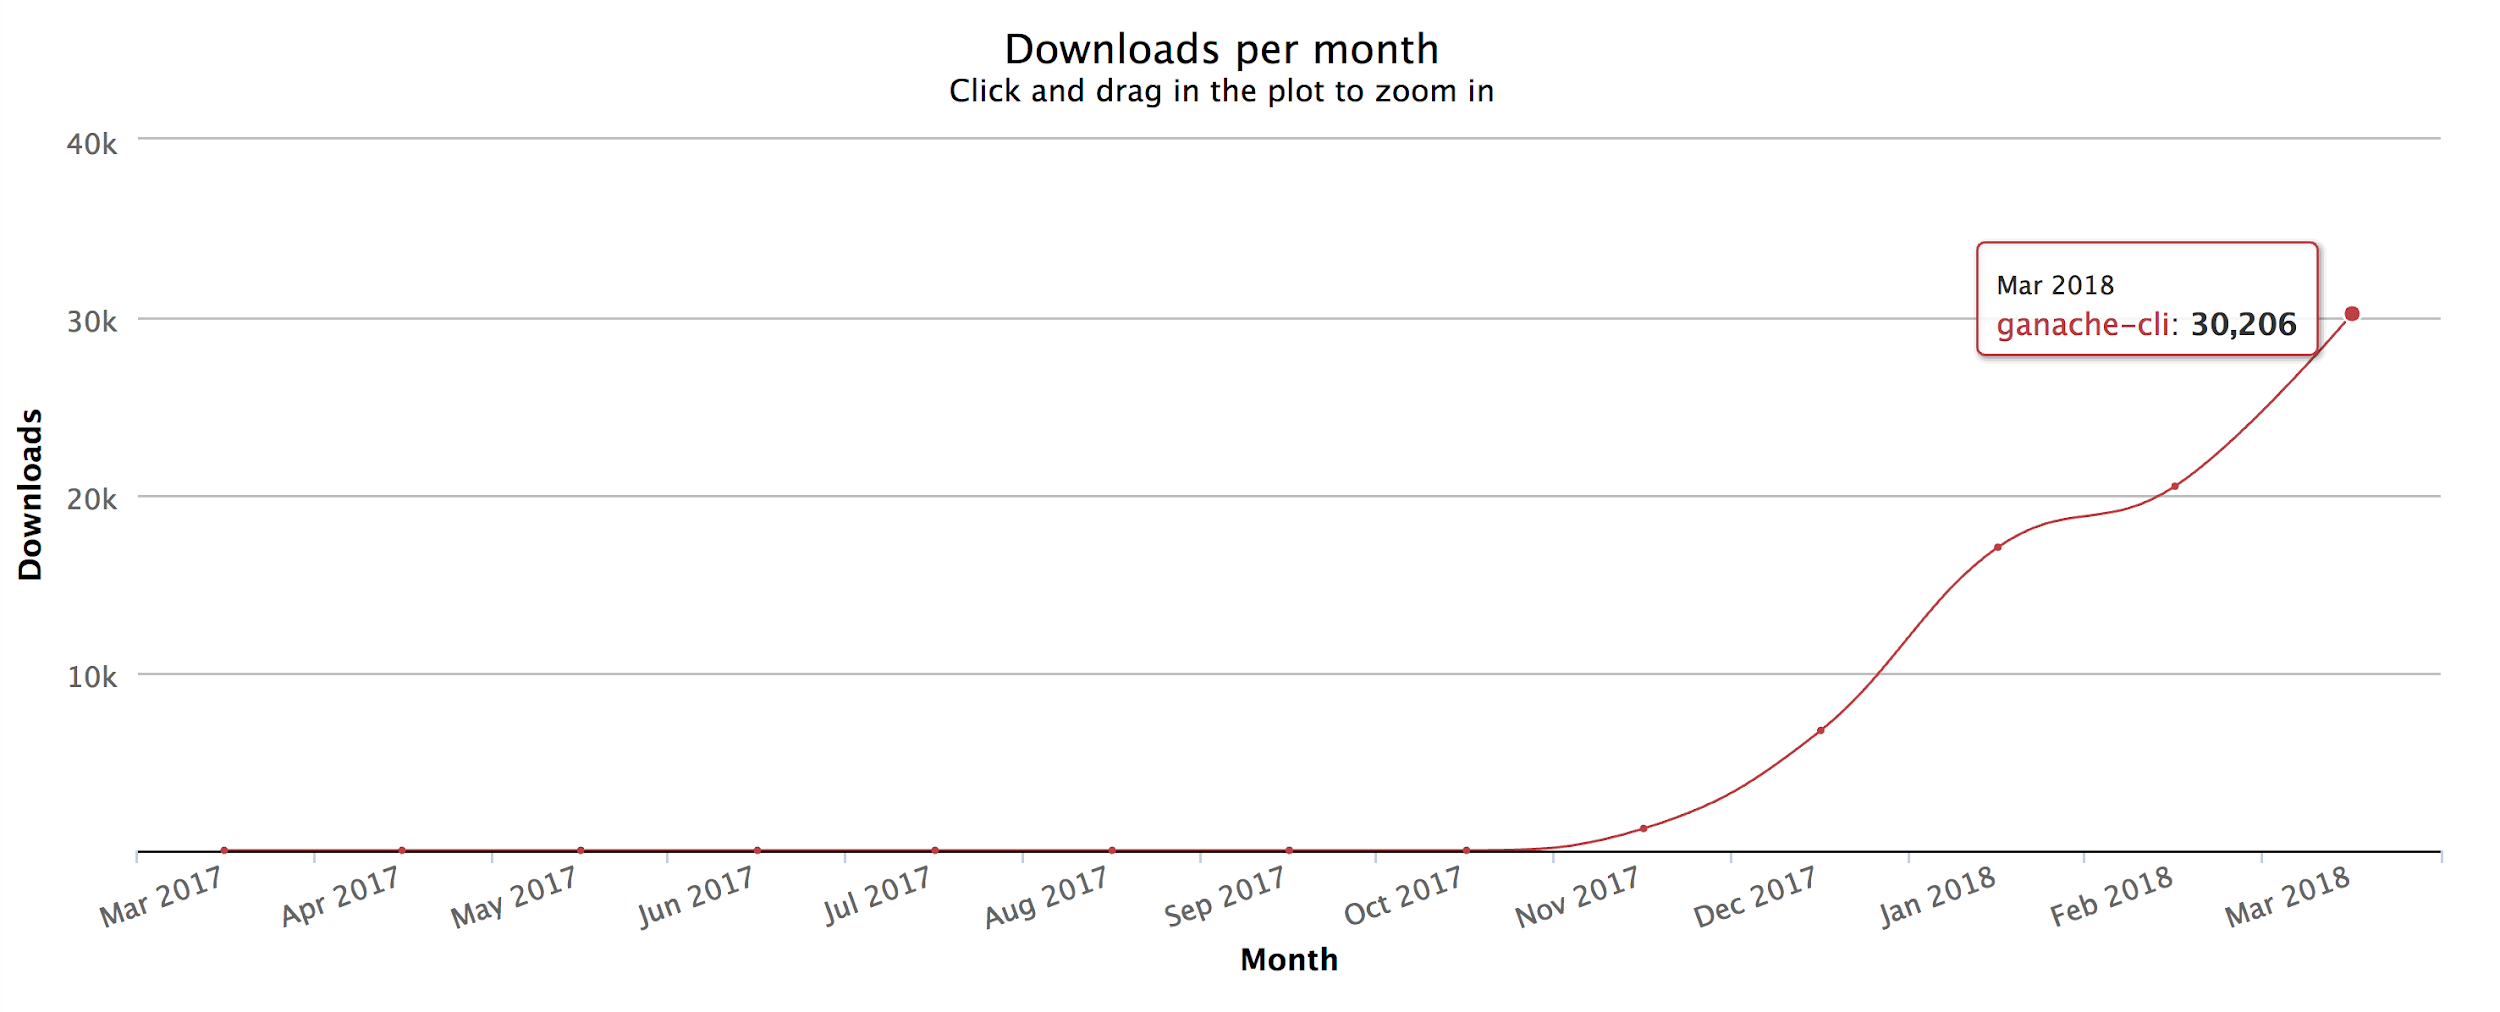 Downloads per month
Click and drag in the plot to zoom in
40k
30k
20k
10k
Downloads
Mar 2018
ganache-cli: 30,206
Mar 2017
Apr 2017
May 2017
Jun 2017
Jul 2017
Aug 2017
Sep 2017
Oct 2017
Nov 2017
Dec 2017
Jan 2018
Feb 2018
Mar 2018
Month